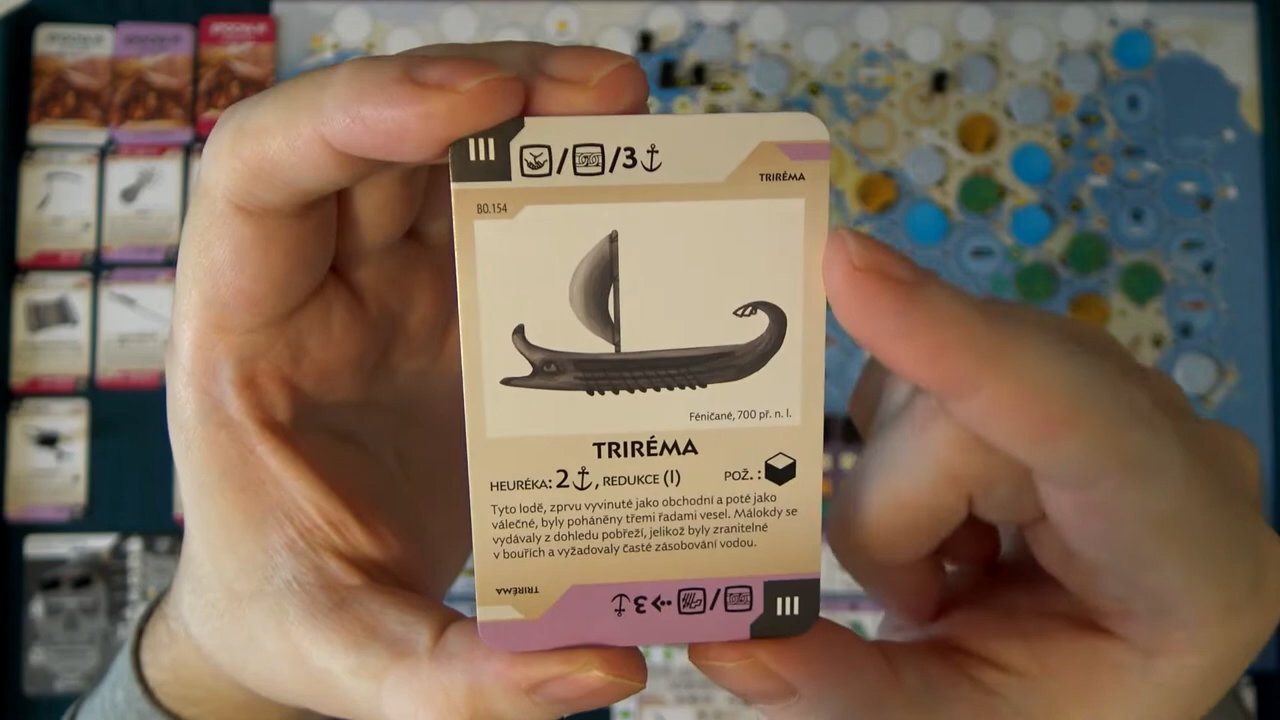 III / /3
TRIRÉMA
B0.154
Féničané, 700 př. n. l.
TRIRÉMA
HEURÉKA: 2 , REDUKCE (I) POŽ. :
Tyto lodě, zprvu vyvinuté jako obchodní a poté jako
válečné, byly poháněny třemi řadami vesel. Málokdy se
vydávaly z dohledu pobřeží, jelikož byly zranitelné
v bouřích a vyžadovaly časté zásobování vodou.
TRIRÉMA
/ 3 III